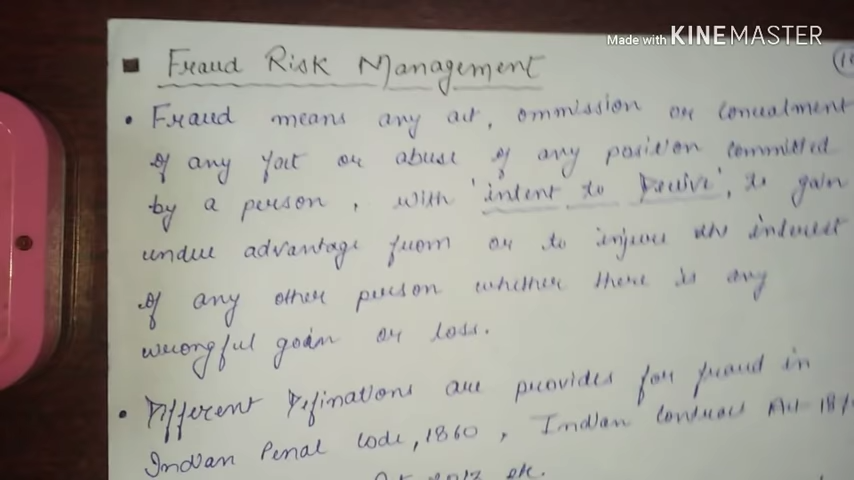 Made with KINEMASTER
Fraud Risk Management
• Fraud means any act, ommission or concealment
of any fact or abuse of any position committed
by a person, with 'intent to Deceive', to gain
undue advantage from or to injure the interest
of any other person whether there is any
wrongful gain or loss.
• Different Definations are provides for fraud in
Indian Penal Code, 1860, Indian Contract Act 18
etc.